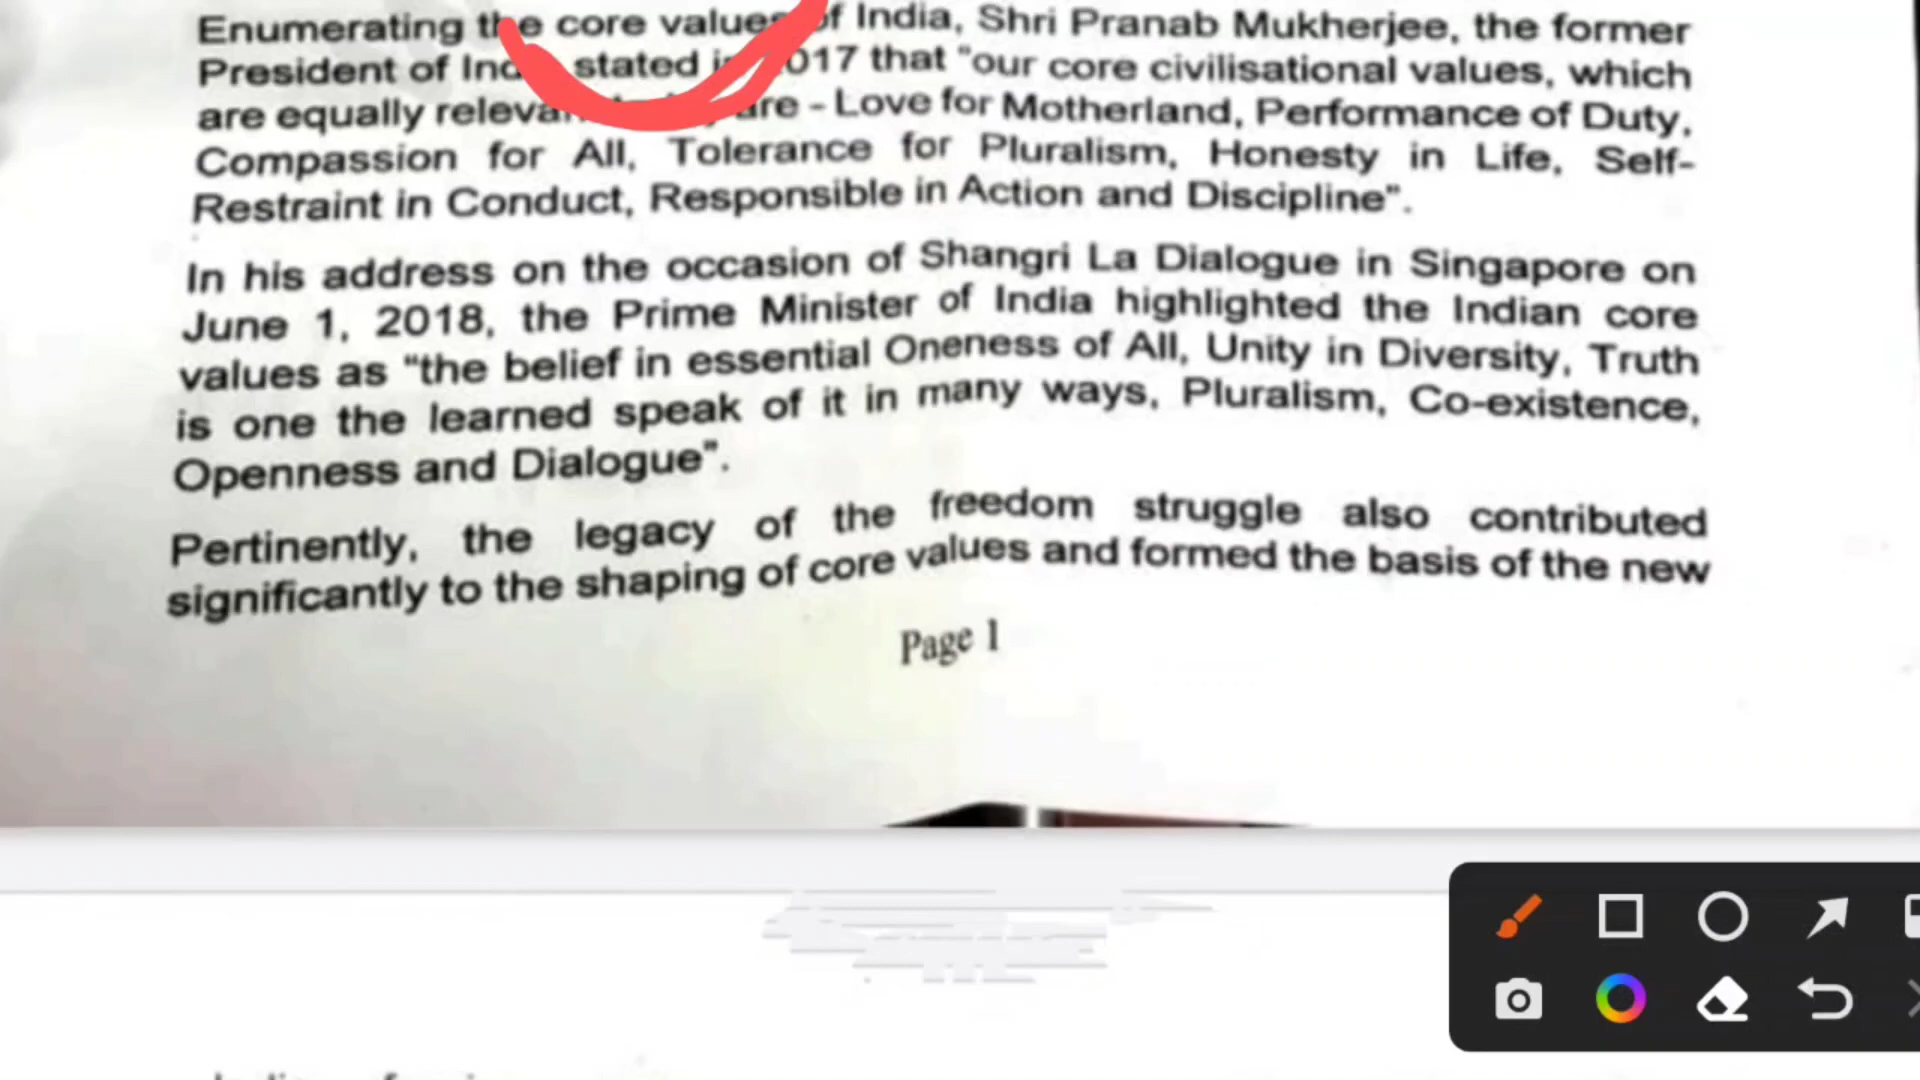 Enumerating the core values of India, Shri Pranab Mukherjee, the former
President of India stated in 2017 that "our core civilisational values, which
are equally relevant are - Love for Motherland, Performance of Duty,
Compassion for All, Tolerance for Pluralism, Honesty in Life, Self-
Restraint in Conduct, Responsible in Action and Discipline".
In his address on the occasion of Shangri La Dialogue in Singapore on
June 1, 2018, the Prime Minister of India highlighted the Indian core
values as "the belief in essential Oneness of All, Unity in Diversity, Truth
is one the learned speak of it in many ways, Pluralism, Co-existence,
Openness and Dialogue".
Pertinently, the legacy of the freedom struggle also contributed
significantly to the shaping of core values and formed the basis of the new
Page 1